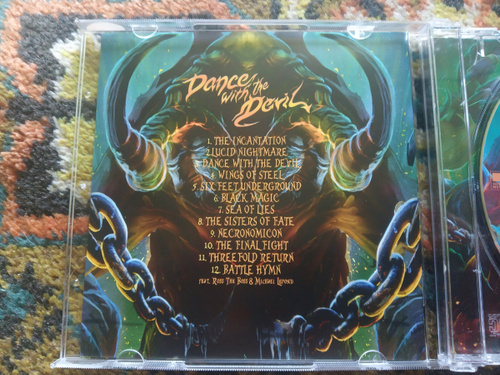 Dance
with the
Devil
1. THE INCANTATION
2. LUCID NIGHTMARE
3. DANCE WITH THE DEVIL
4. WINGS OF STEEL
5. SIX FEET UNDERGROUND
6. BLACK MAGIC
7. SEA OF LIES
8. THE SISTERS OF FATE
9. NECRONOMICON
10. THE FINAL FIGHT
11. THREEFOLD RETURN
12. BATTLE HYMN
FEAT. ROSS THE BOSS & MICHAEL LEPOND